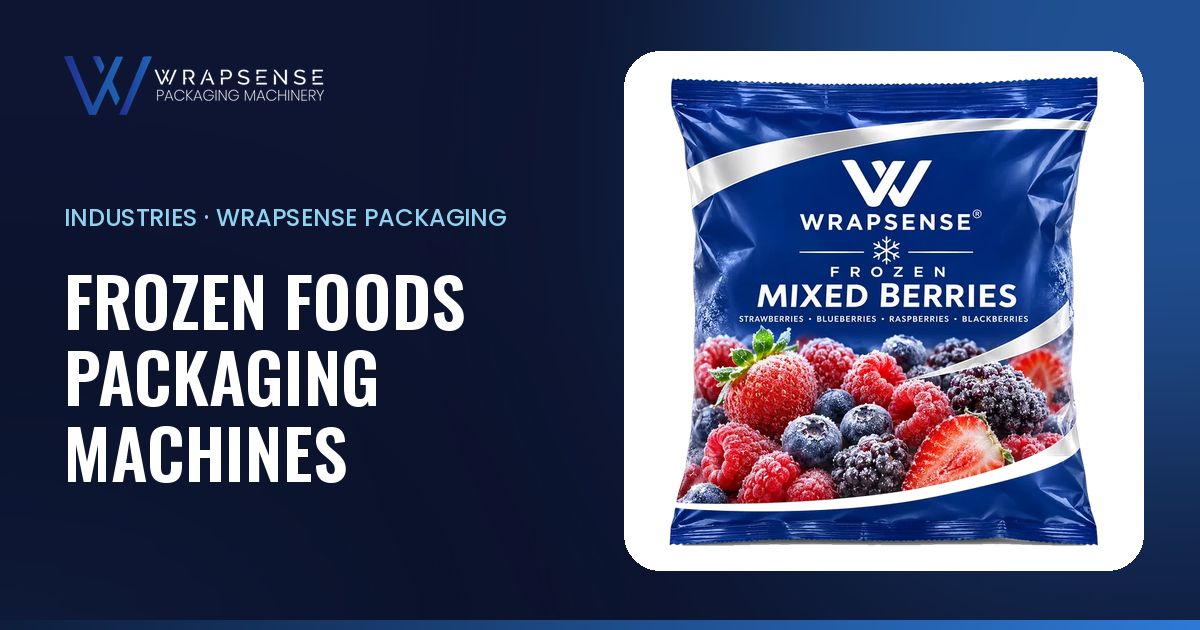 WRAPSENSE
PACKAGING MACHINERY
INDUSTRIES · WRAPSENSE PACKAGING
FROZEN FOODS
PACKAGING
MACHINES
WRAPSENSE®
FROZEN
MIXED BERRIES
STRAWBERRIES • BLUEBERRIES • RASPBERRIES • BLACKBERRIES